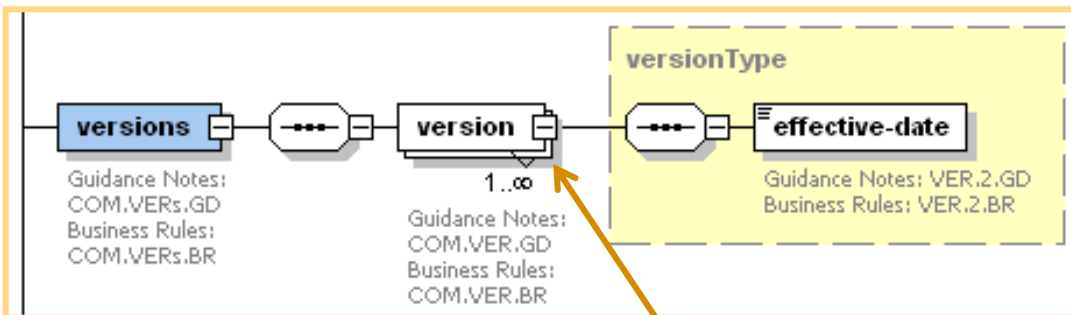 versionType
versions
version
effective-date
1..∞
Guidance Notes:
COM.VERs.GD
Business Rules:
COM.VERs.BR
Guidance Notes:
COM.VER.GD
Business Rules:
COM.VER.BR
Guidance Notes: VER.2.GD
Business Rules: VER.2.BR